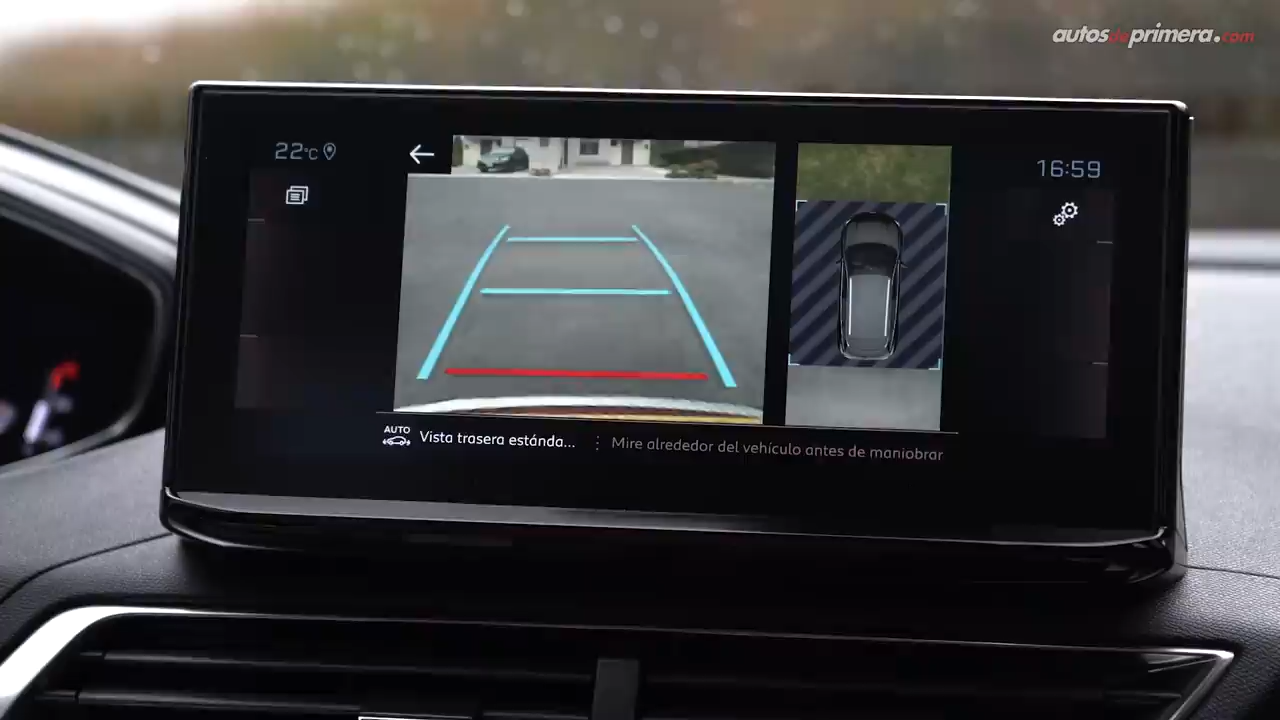 autosdeprimera.com
22°C
16:59
AUTO
Vista trasera estánda...
Mire alrededor del vehículo antes de maniobrar